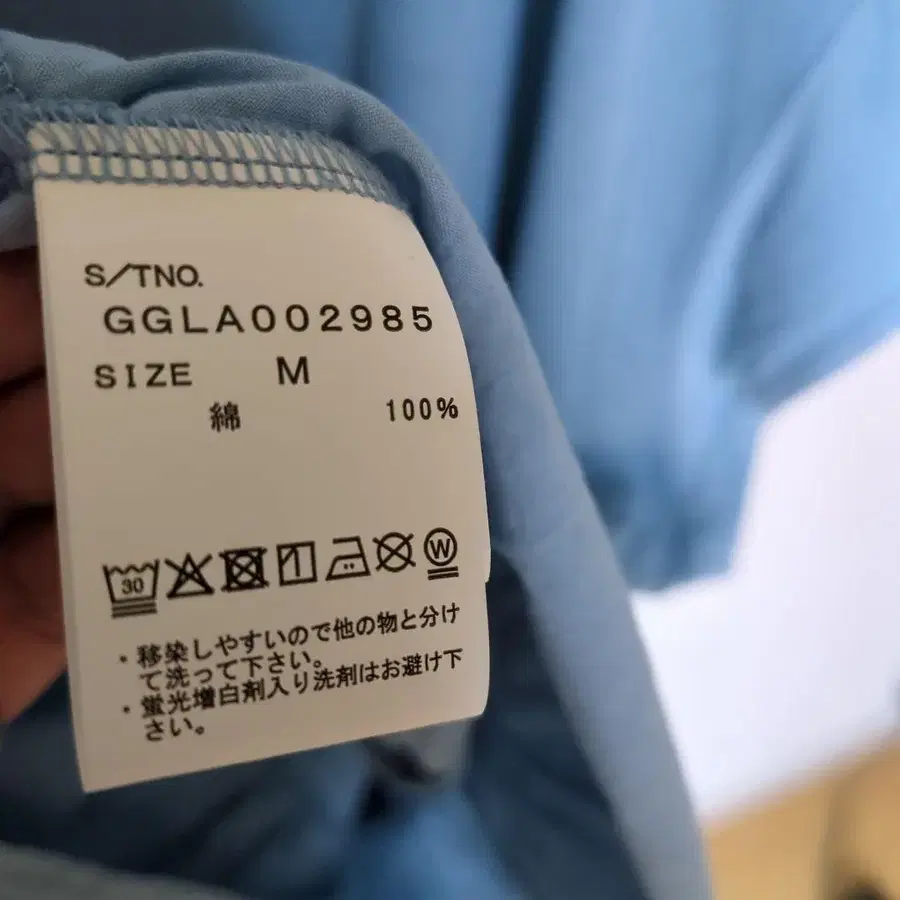 S/TNO.
GGLA002985
SIZE M
綿 100%
30 W
・移染しやすいので他の物と分け
て洗って下さい。
・蛍光増白剤入り洗剤はお避け下
さい。